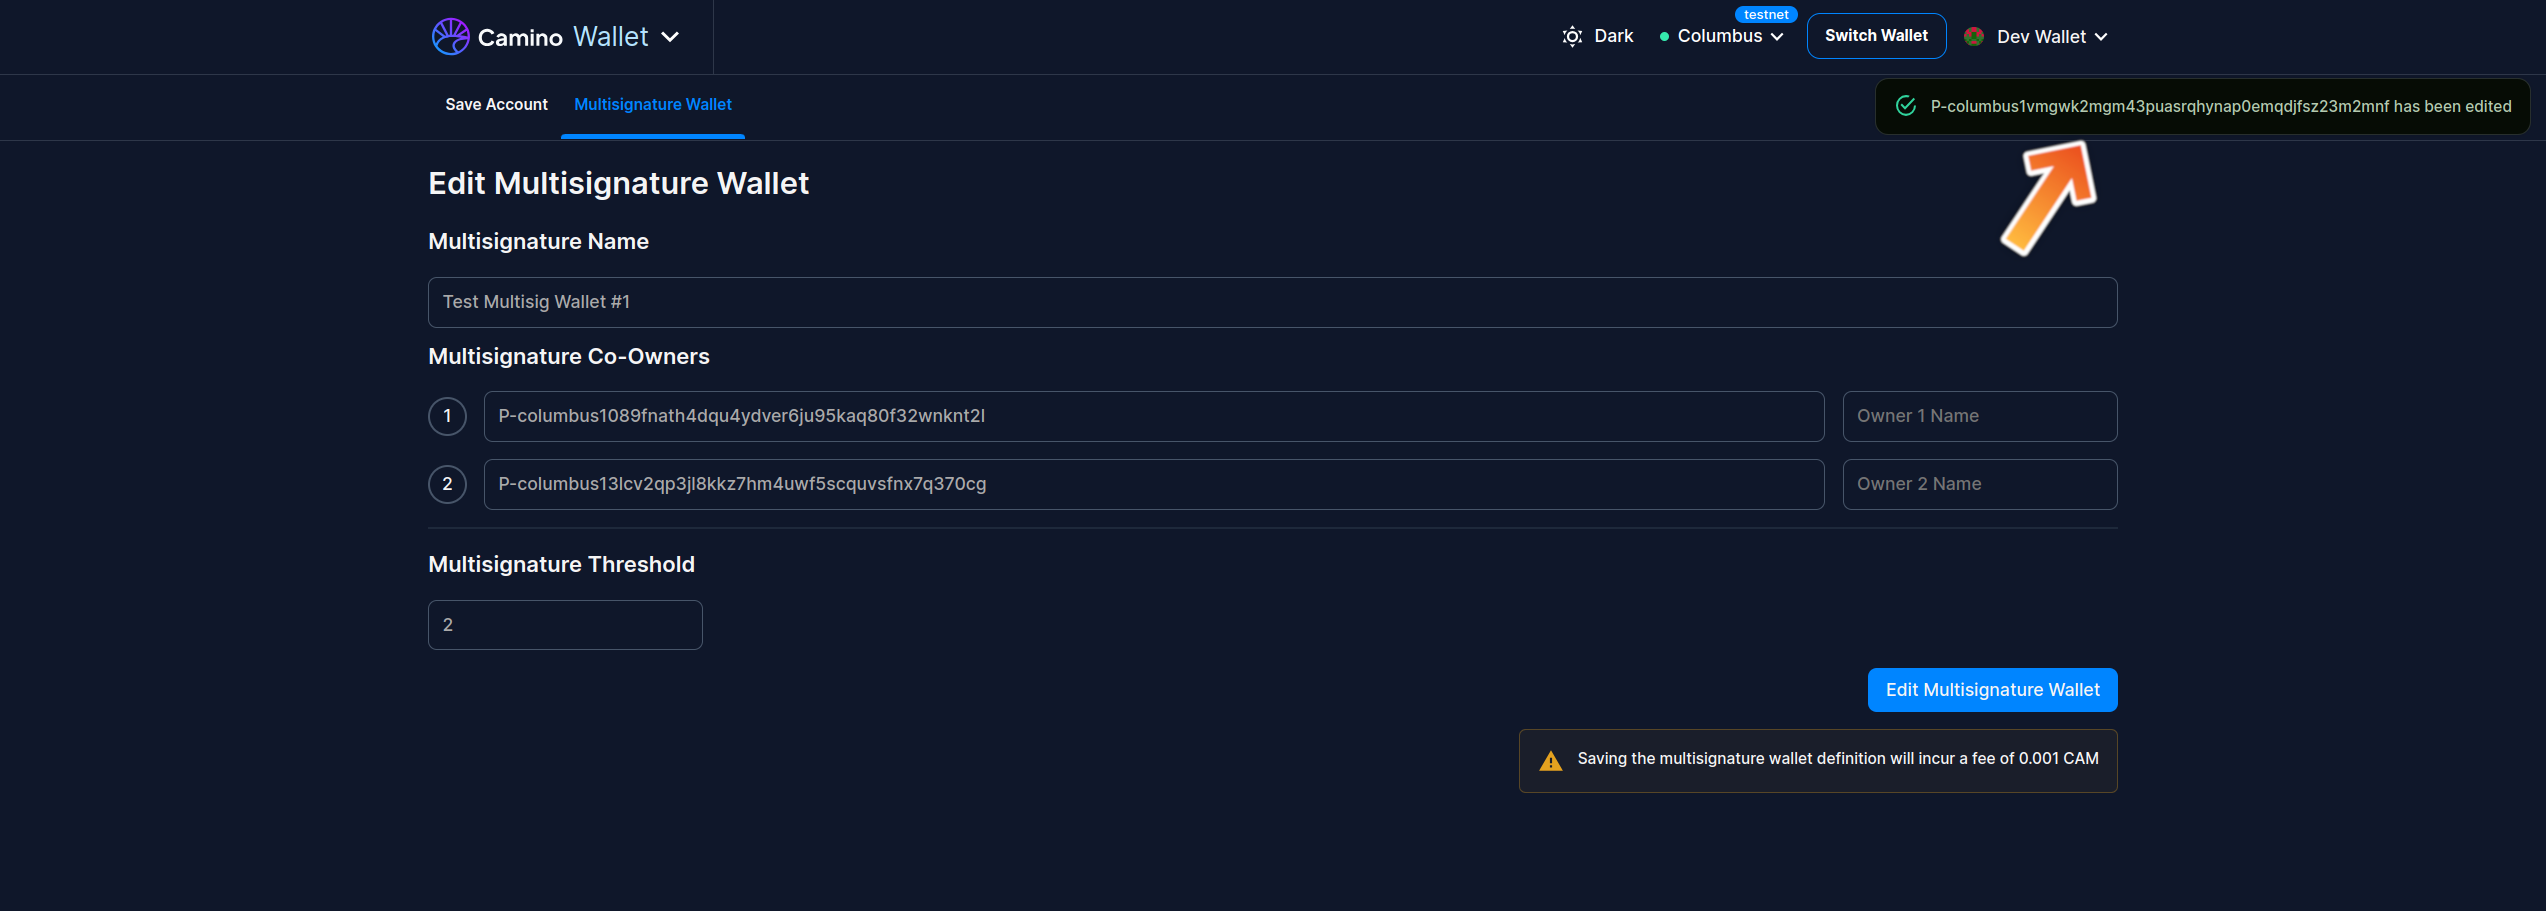 Camino Wallet
Dark
Columbus
testnet
Switch Wallet
Dev Wallet
Save Account
Multisignature Wallet
P-columbus1vmgwk2mgm43puasrqhynap0emqdjfsz23m2mnf has been edited
Edit Multisignature Wallet
Multisignature Name
Test Multisig Wallet #1
Multisignature Co-Owners
1
P-columbus1089fnath4dqu4ydver6ju95kaq80f32wnknt2l
Owner 1 Name
2
P-columbus13lcv2qp3jl8kkz7hm4uwf5scquvsfnx7q370cg
Owner 2 Name
Multisignature Threshold
2
Edit Multisignature Wallet
Saving the multisignature wallet definition will incur a fee of 0.001 CAM